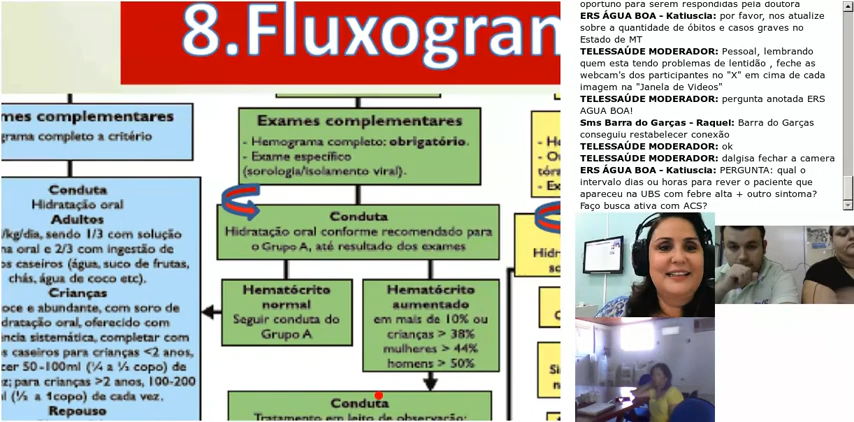 8.Fluxogran
mes complementares
grama completo a critério
Conduta
Hidratação oral
Adultos
/kg/dia, sendo 1/3 com solução
na oral e 2/3 com ingestão de
os caseiros (água, suco de frutas,
chás, água de coco etc).
Crianças
oce e abundante, com soro de
dratação oral, oferecido com
ncia sistemática, completar com
s caseiros para crianças <2 anos,
cer 50-100ml (¼ a ½ copo) de
z; para crianças >2 anos, 100-200
l (½ a 1copo) de cada vez.
Repouso
Exames complementares
- Hemograma completo: obrigatório.
- Exame específico
(sorologia/isolamento viral).
Conduta
Hidratação oral conforme recomendado para
o Grupo A, até resultado dos exames
Hematócrito
normal
Seguir conduta do
Grupo A
Hematócrito
aumentado
em mais de 10% ou
crianças > 38%
mulheres > 44%
homens > 50%
Conduta
Tratamento em leito de observação:
oportuno para serem respondidas pela doutora
ERS ÁGUA BOA - Katiuscia: por favor, nos atualize
sobre a quantidade de óbitos e casos graves no
Estado de MT
TELESSAÚDE MODERADOR: Pessoal, lembrando
quem esta tendo problemas de lentidão , feche as
webcam's dos participantes no "X" em cima de cada
imagem na "Janela de Videos"
TELESSAÚDE MODERADOR: pergunta anotada ERS
AGUA BOA!
Sms Barra do Garças - Raquel: Barra do Garças
conseguiu restabelecer conexão
TELESSAÚDE MODERADOR: ok
TELESSAÚDE MODERADOR: dalgisa fechar a camera
ERS ÁGUA BOA - Katiuscia: PERGUNTA: qual o
intervalo dias ou horas para rever o paciente que
apareceu na UBS com febre alta + outro sintoma?
Faço busca ativa com ACS?